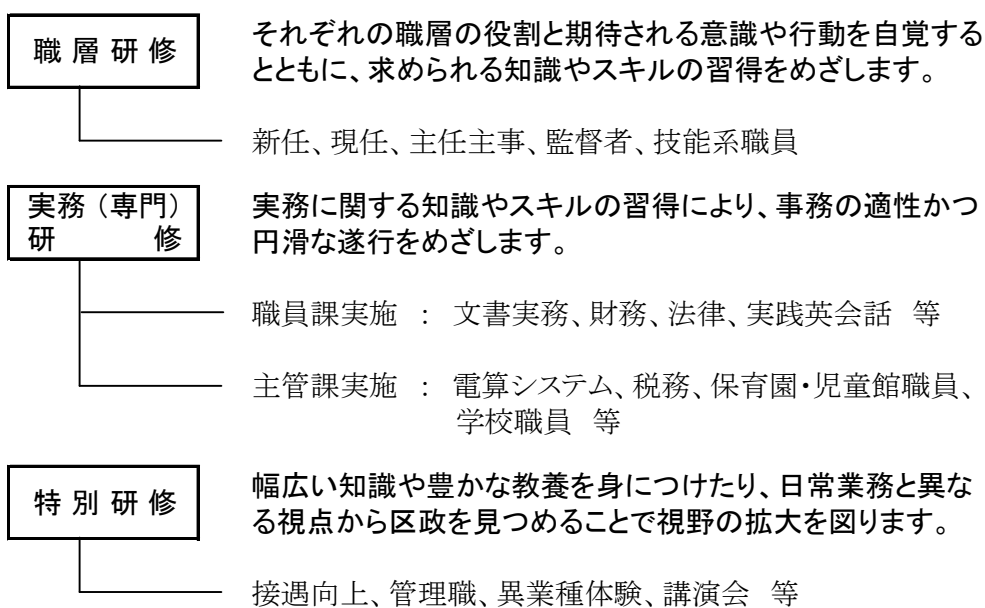 職層研修
それぞれの職層の役割と期待される意識や行動を自覚する
とともに、求められる知識やスキルの習得をめざします。
新任、現任、主任主事、監督者、技能系職員
実務（専門）
研　　　修
実務に関する知識やスキルの習得により、事務の適性かつ
円滑な遂行をめざします。
職員課実施　：　文書実務、財務、法律、実践英会話　等
主管課実施　：　電算システム、税務、保育園・児童館職員、
学校職員　等
特別研修
幅広い知識や豊かな教養を身につけたり、日常業務と異な
る視点から区政を見つめることで視野の拡大を図ります。
接遇向上、管理職、異業種体験、講演会　等